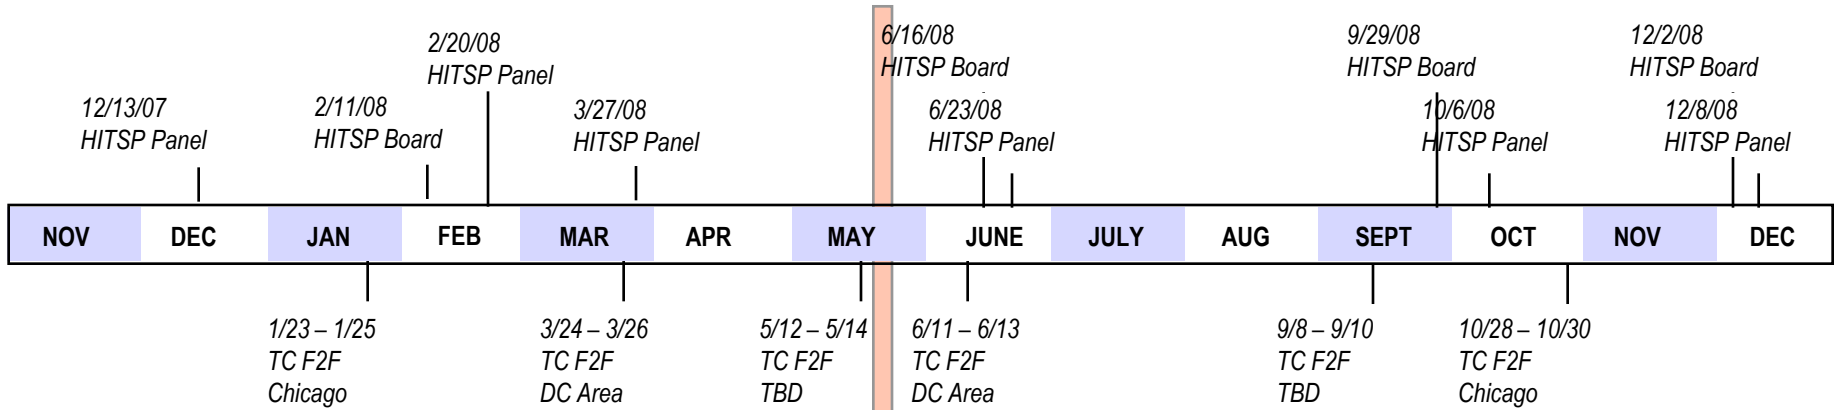 2/20/08
HITSP Panel
6/16/08
HITSP Board
9/29/08
HITSP Board
12/2/08
HITSP Board
12/13/07
HITSP Panel
2/11/08
HITSP Board
3/27/08
HITSP Panel
6/23/08
HITSP Panel
10/6/08
HITSP Panel
12/8/08
HITSP Panel
NOV DEC JAN FEB MAR APR MAY JUNE JULY AUG SEPT OCT NOV DEC
1/23 – 1/25
TC F2F
Chicago
3/24 – 3/26
TC F2F
DC Area
5/12 – 5/14
TC F2F
TBD
6/11 – 6/13
TC F2F
DC Area
9/8 – 9/10
TC F2F
TBD
10/28 – 10/30
TC F2F
Chicago